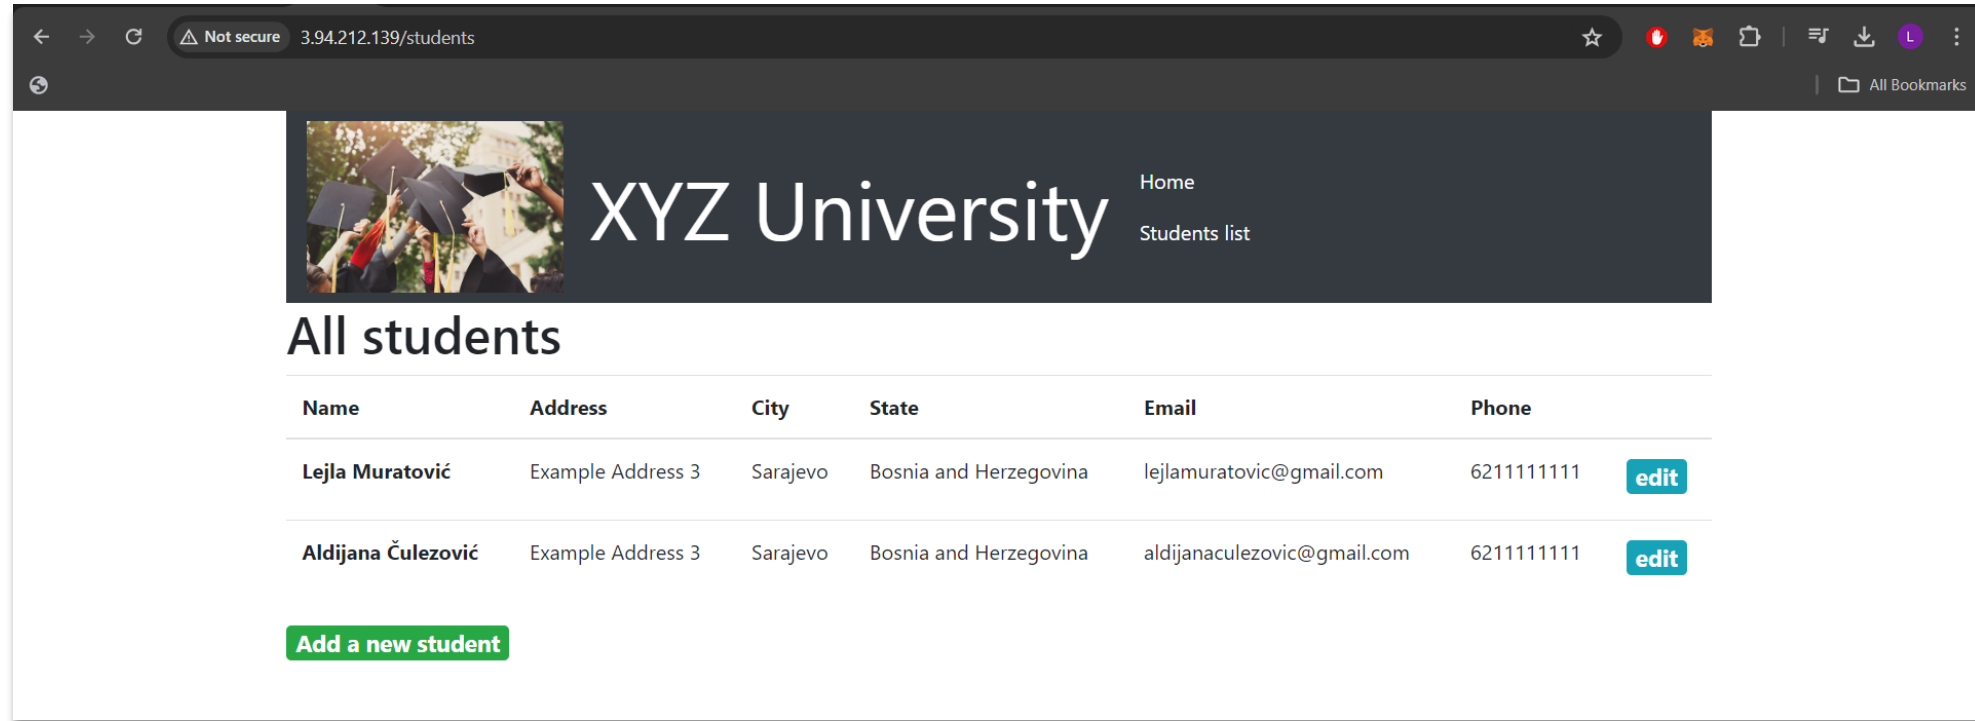 Not secure 3.94.212.139/students
L
All Bookmarks
XYZ University
Home
Students list
All students
Name Address City State Email Phone
Lejla Muratović Example Address 3 Sarajevo Bosnia and Herzegovina lejlamuratovic@gmail.com 6211111111 edit
Aldijana Čulezović Example Address 3 Sarajevo Bosnia and Herzegovina aldijanaculezovic@gmail.com 6211111111 edit
Add a new student